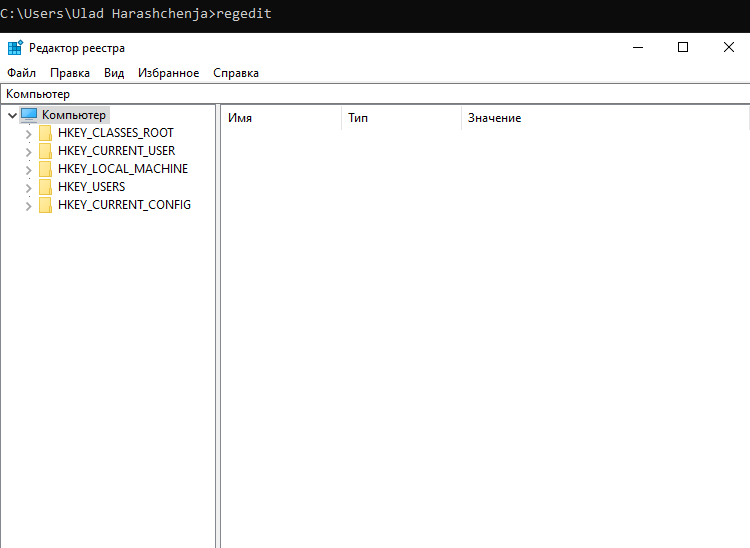 C:\Users\Ulad Harashchenja>regedit
Редактор реестра
Файл Правка Вид Избранное Справка
Компьютер
Компьютер
HKEY_CLASSES_ROOT
HKEY_CURRENT_USER
HKEY_LOCAL_MACHINE
HKEY_USERS
HKEY_CURRENT_CONFIG
Имя Тип Значение